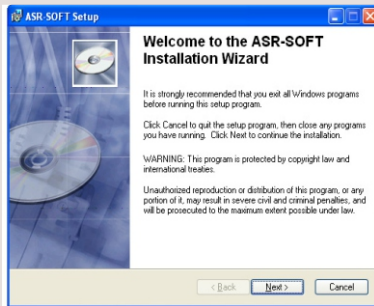 ASR-SOFT Setup
Welcome to the ASR-SOFT
Installation Wizard
It is strongly recommended that you exit all Windows programs
before running this setup program.
Click Cancel to quit the setup program, then close any programs
you have running. Click Next to continue the installation.
WARNING: This program is protected by copyright law and
international treaties.
Unauthorized reproduction or distribution of this program, or any
portion of it, may result in severe civil and criminal penalties, and
will be prosecuted to the maximum extent possible under law.
< Back Next > Cancel